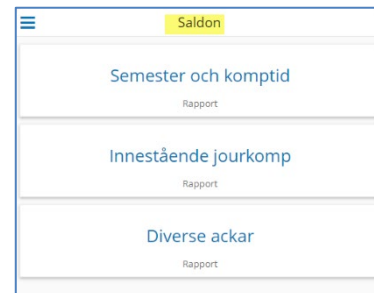 Saldon
Semester och komptid
Rapport
Innestående jourkomp
Rapport
Diverse ackar
Rapport